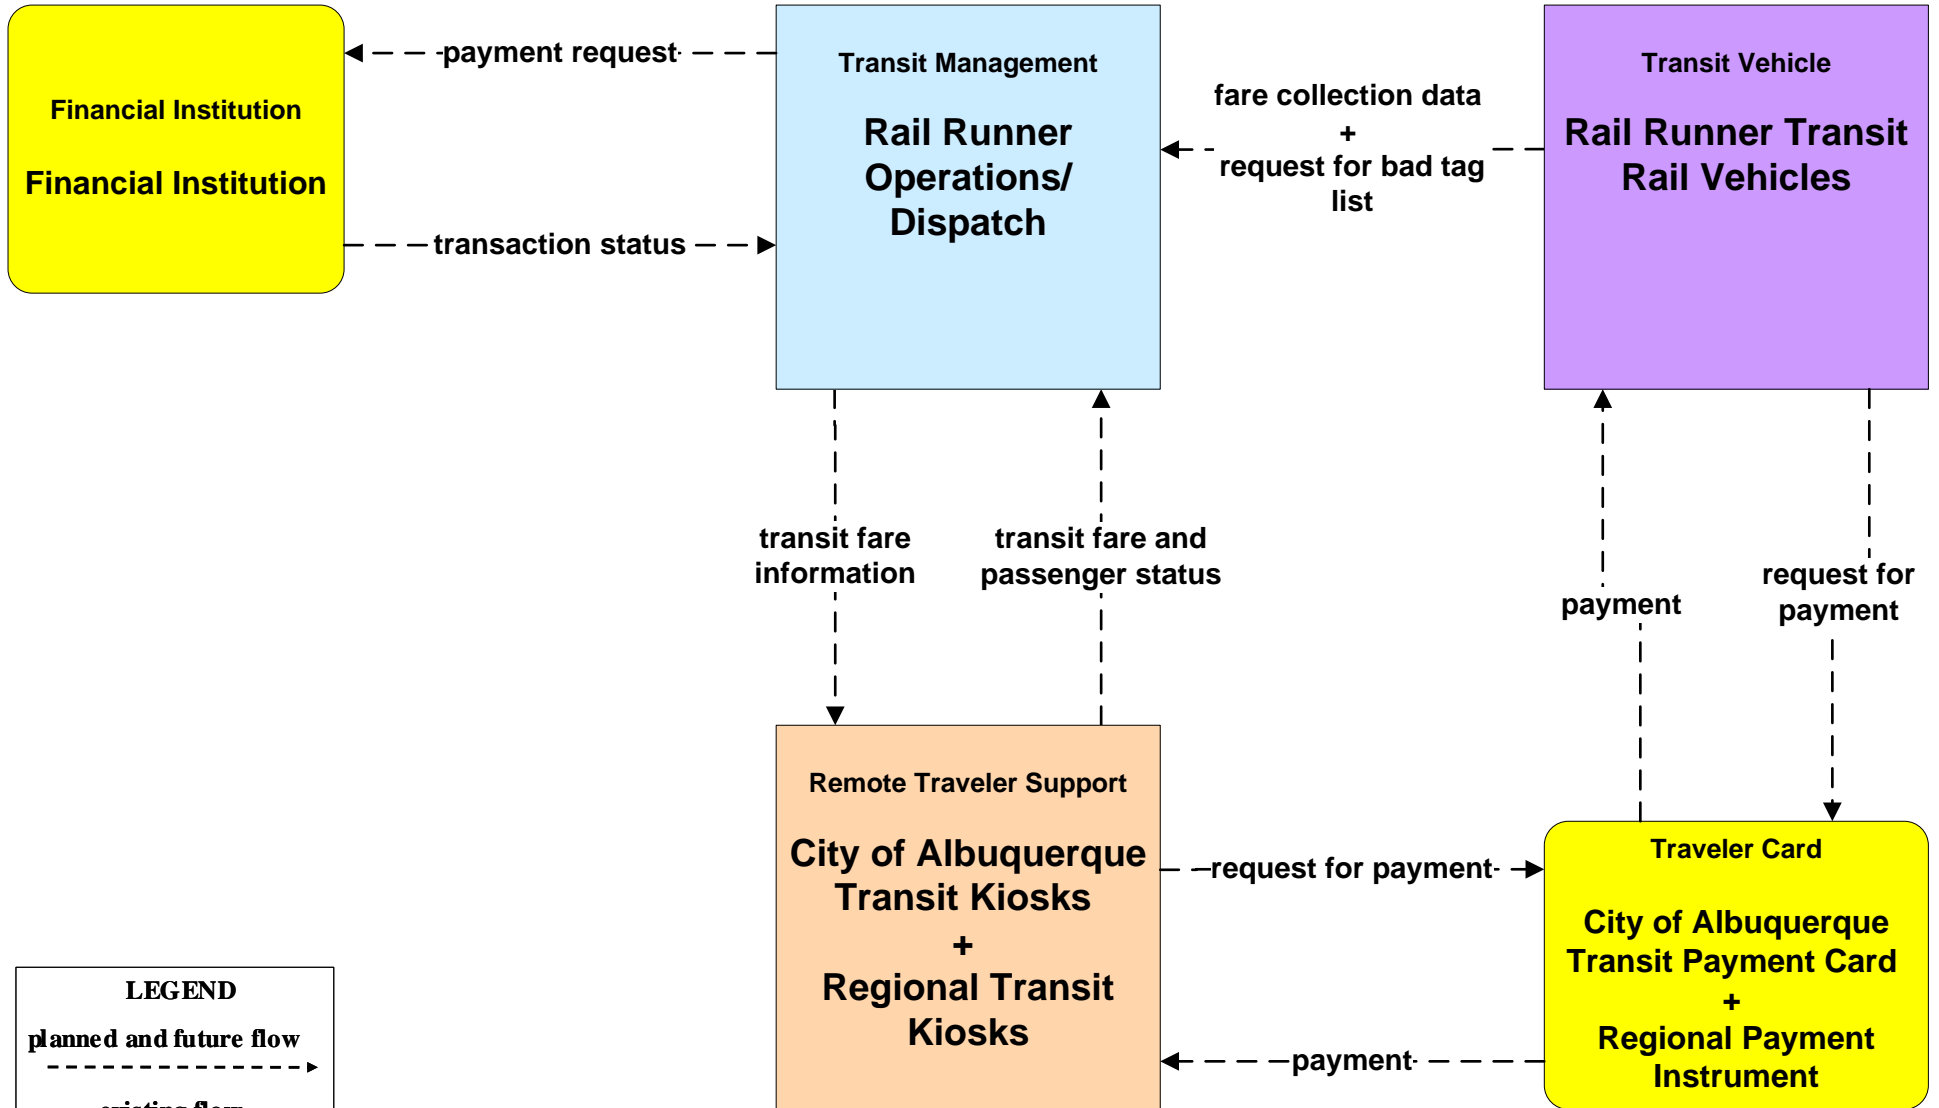 payment request
Financial Institution
Financial Institution
transaction status
Transit Management
Rail Runner
Operations/
Dispatch
fare collection data
+
request for bad tag
list
Transit Vehicle
Rail Runner Transit
Rail Vehicles
transit fare
information
transit fare and
passenger status
payment
request for
payment
Remote Traveler Support
City of Albuquerque
Transit Kiosks
+
Regional Transit
Kiosks
request for payment
payment
Traveler Card
City of Albuquerque
Transit Payment Card
+
Regional Payment
Instrument
LEGEND
planned and future flow
existing flow